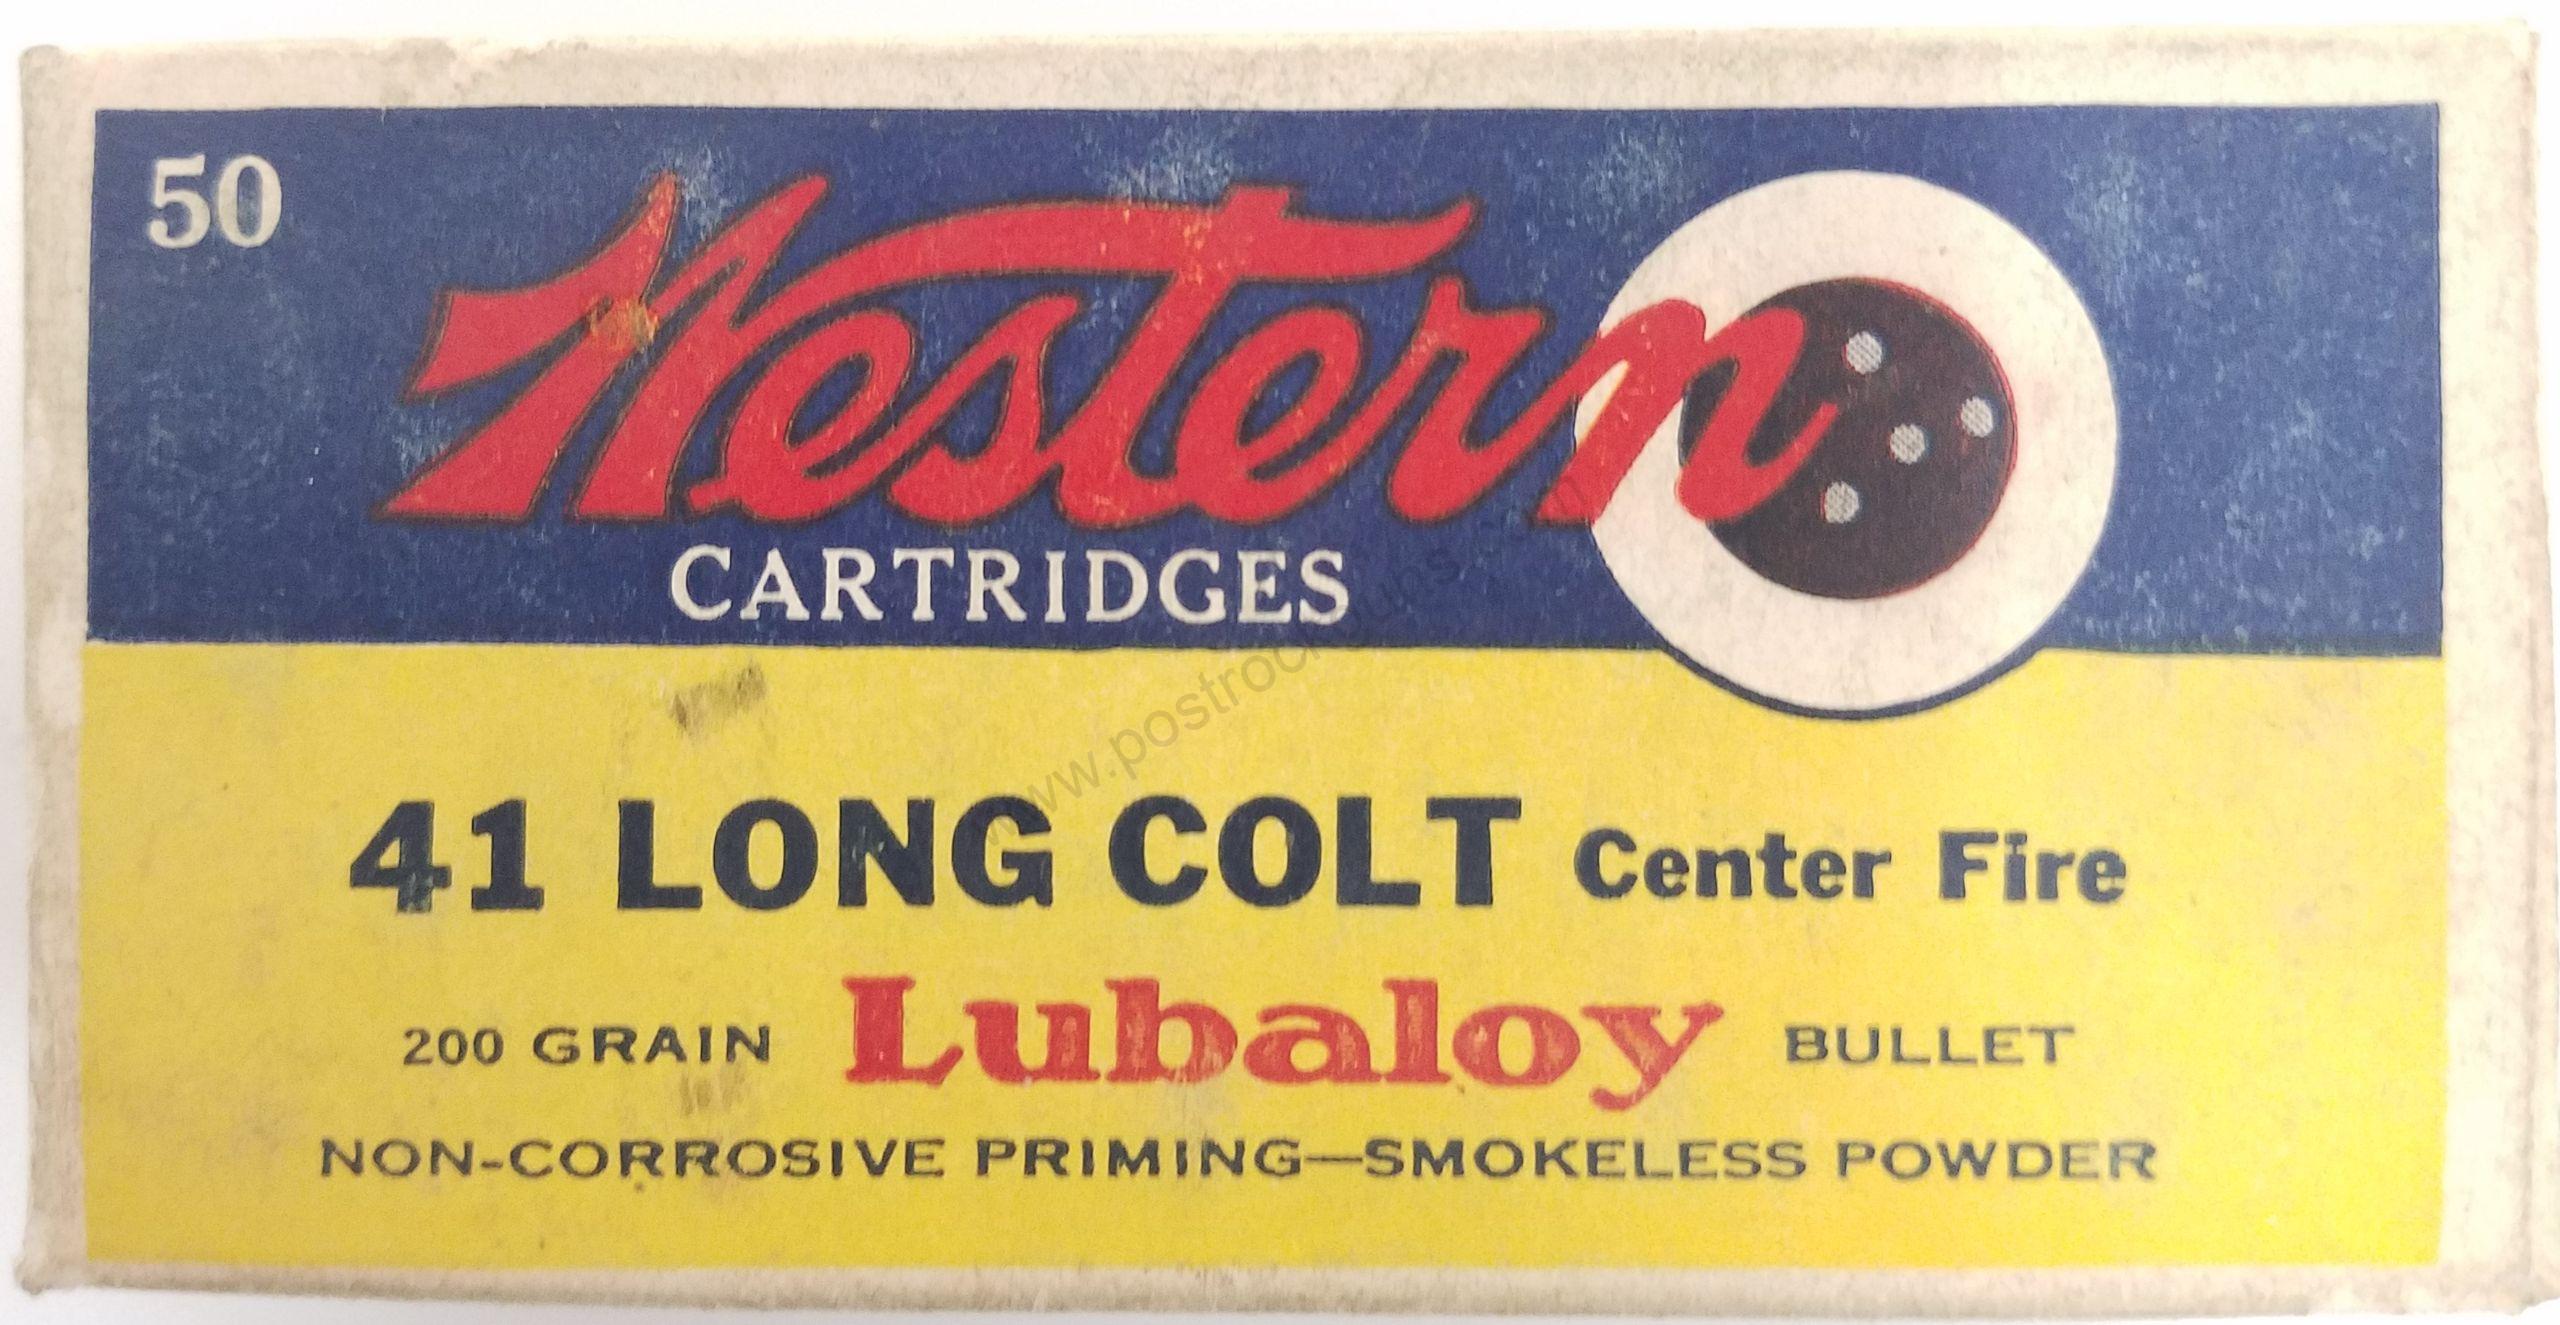 50
Western
CARTRIDGES
41 LONG COLT Center Fire
200 GRAIN Lubaloy BULLET
NON-CORROSIVE PRIMING—SMOKELESS POWDER